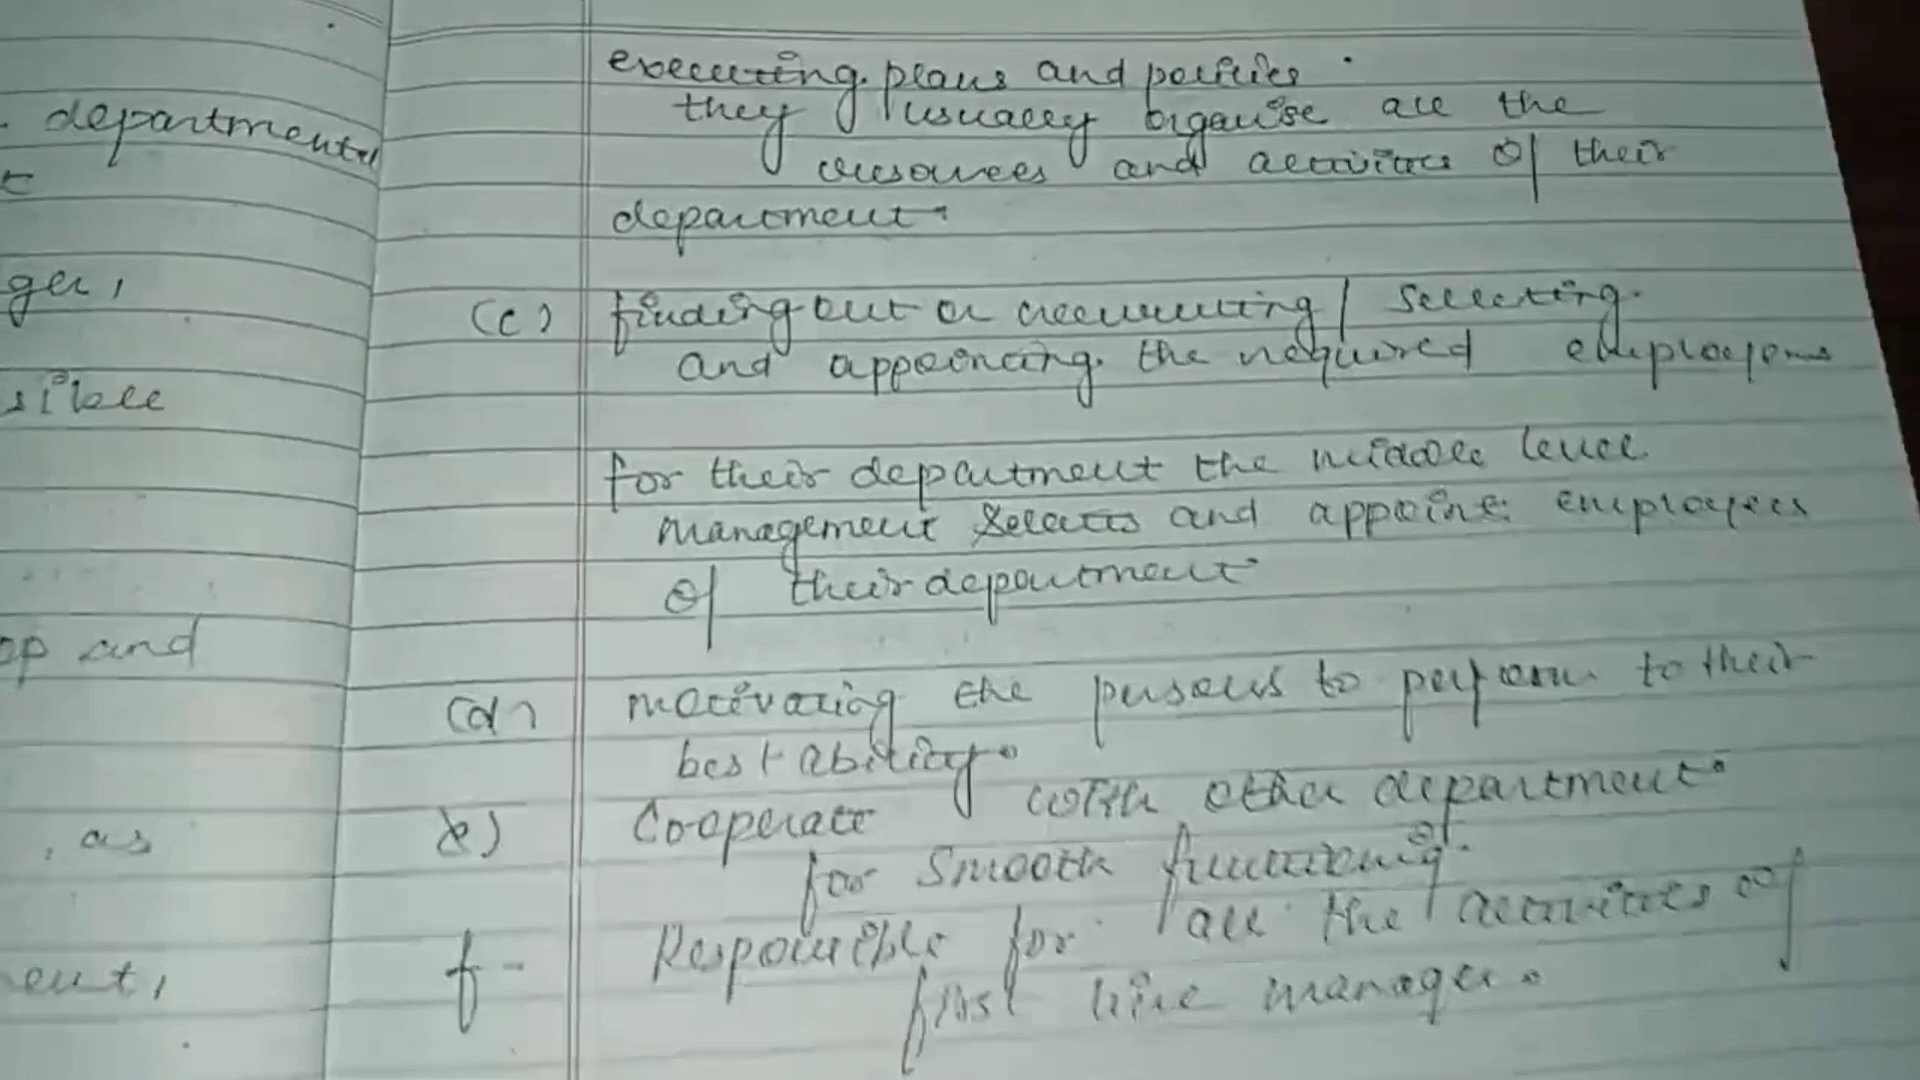 departmental
ger,
sible
op and
, as
ment,
executing plans and policies .
they usually organise all the
resources and activities of their
department.
(c) finding out or recruiting / selecting
and appointing the required employees
for their department the middle level
management selects and appoint employees
of their department
(d) motivating the persons to perform to their
best ability.
e) Cooperate with other department
for smooth functioning.
f- Responsible for all the activities of
first line manager.